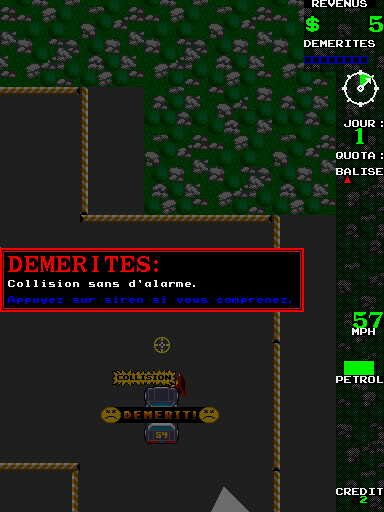 REVENUS
$ 5
DEMERITES
JOUR:
1
QUOTA:
BALISE
DEMERITES:
Collision sans d'alarme.
Appuyez sur siren si vous comprenez.
57
MPH
COLLISION
PETROL
DEMERIT!
54
CREDIT
2